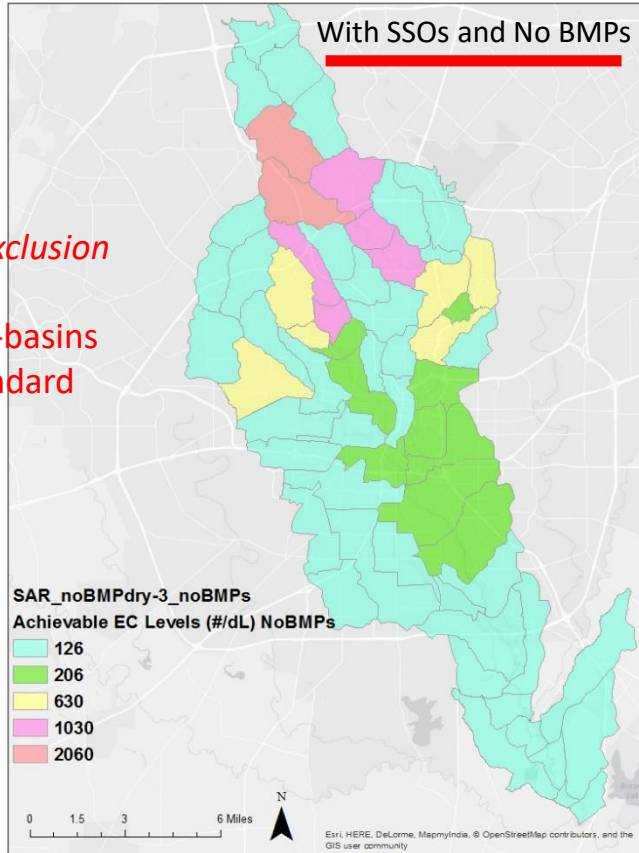 With SSOs and No BMPs
xclusion
-basins
ndard
SAR_noBMPdry-3_noBMPs
Achievable EC Levels (#/dL) NoBMPs
126
206
630
1030
2060
N
0 1.5 3 6 Miles
Esri, HERE, DeLorme, MapmyIndia, © OpenStreetMap contributors, and the
GIS user community